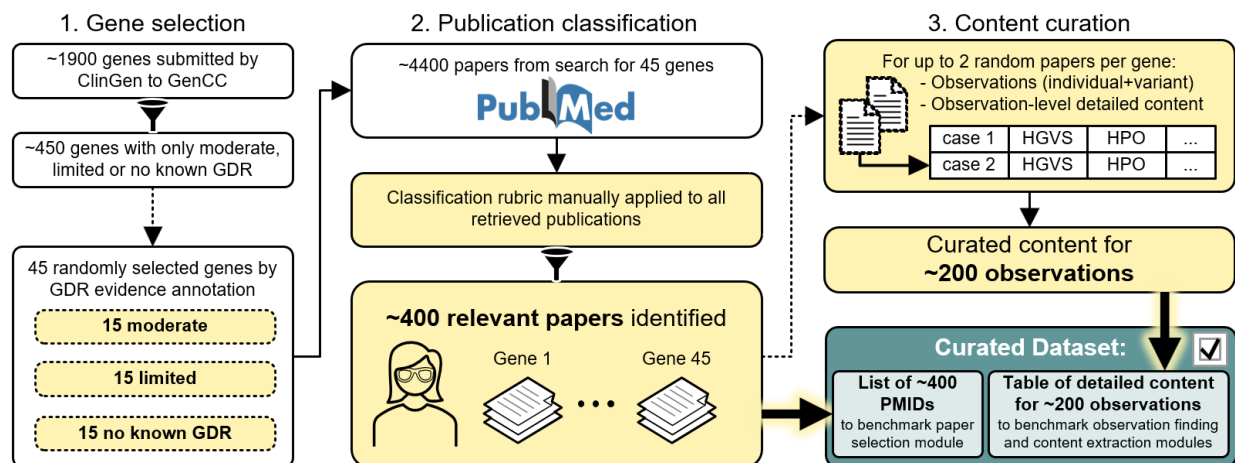 1. Gene selection
~1900 genes submitted by
ClinGen to GenCC
~450 genes with only moderate,
limited or no known GDR
45 randomly selected genes by
GDR evidence annotation
15 moderate
15 limited
15 no known GDR
2. Publication classification
~4400 papers from search for 45 genes
PubMed
Classification rubric manually applied to all
retrieved publications
~400 relevant papers identified
Gene 1
Gene 45
3. Content curation
For up to 2 random papers per gene:
- Observations (individual+variant)
- Observation-level detailed content
case 1 HGVS HPO ...
case 2 HGVS HPO ...
Curated content for
~200 observations
Curated Dataset:
List of ~400
PMIDs
to benchmark paper
selection module
Table of detailed content
for ~200 observations
to benchmark observation finding
and content extraction modules